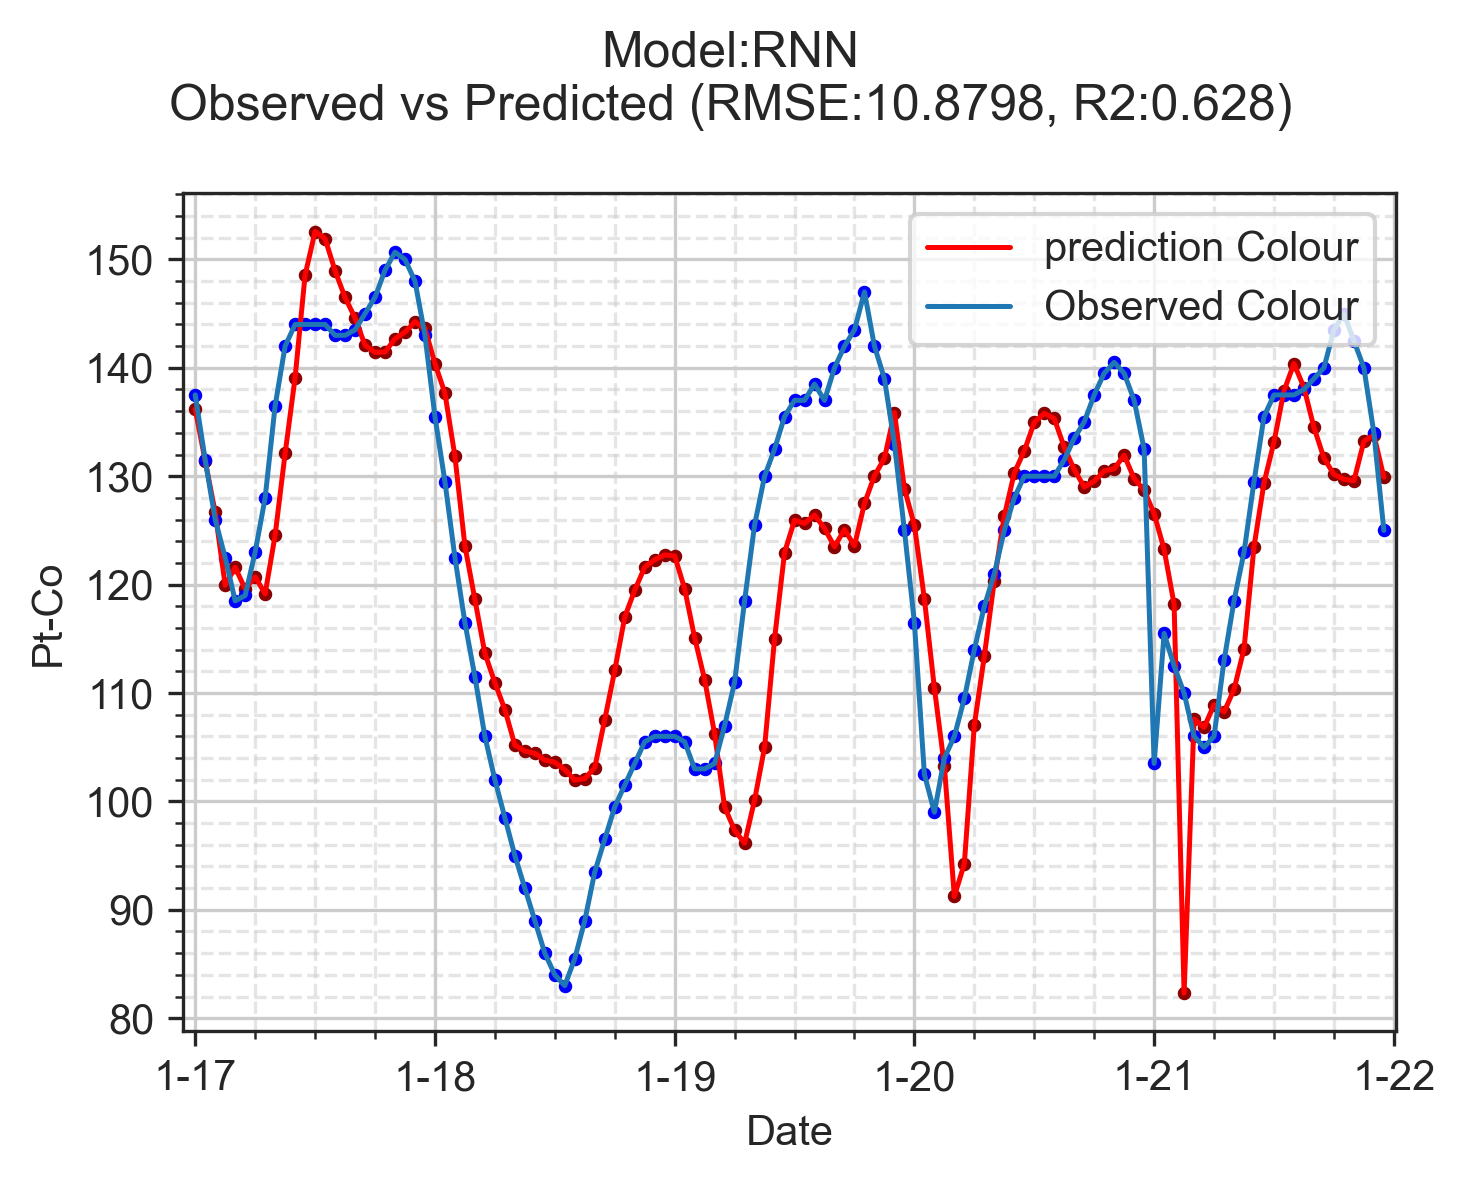 Model:RNN
Observed vs Predicted (RMSE:10.8798, R2:0.628)
prediction Colour
Observed Colour
Pt-Co
150
140
130
120
110
100
90
80
1-17 1-18 1-19 1-20 1-21 1-22
Date